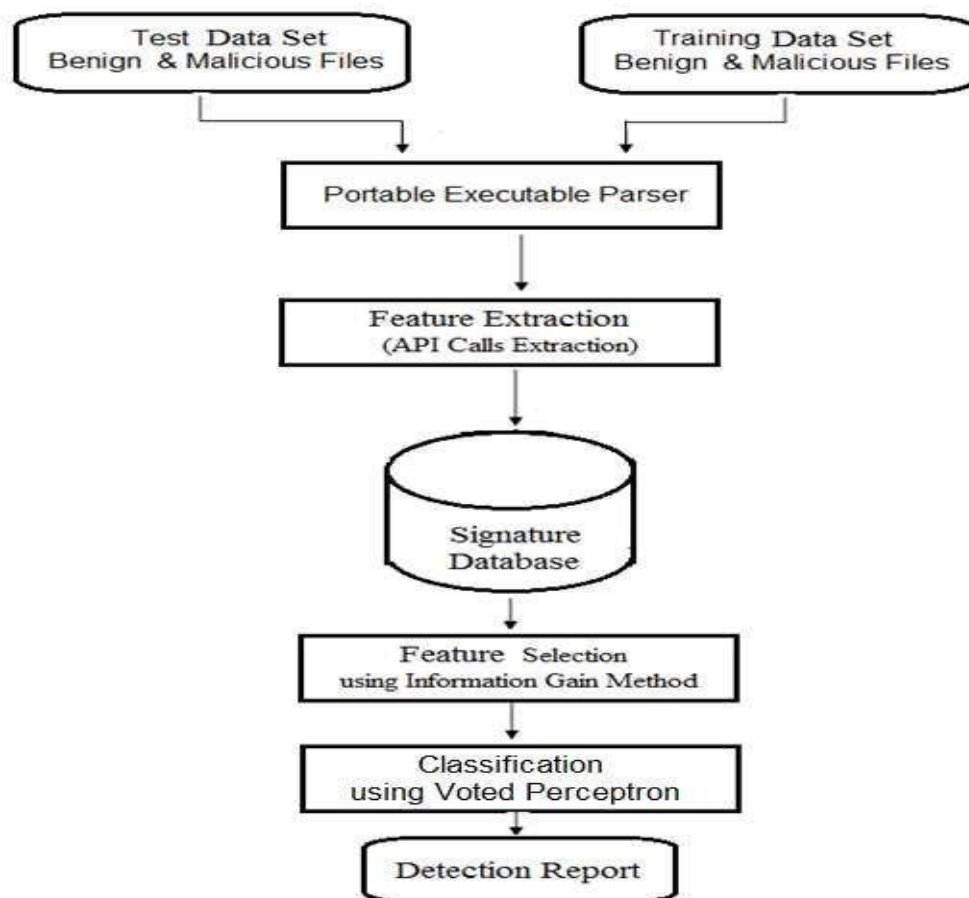 Test Data Set
Benign & Malicious Files
Training Data Set
Benign & Malicious Files
Portable Executable Parser
Feature Extraction
(API Calls Extraction)
Signature
Database
Feature Selection
using Information Gain Method
Classification
using Voted Perceptron
Detection Report